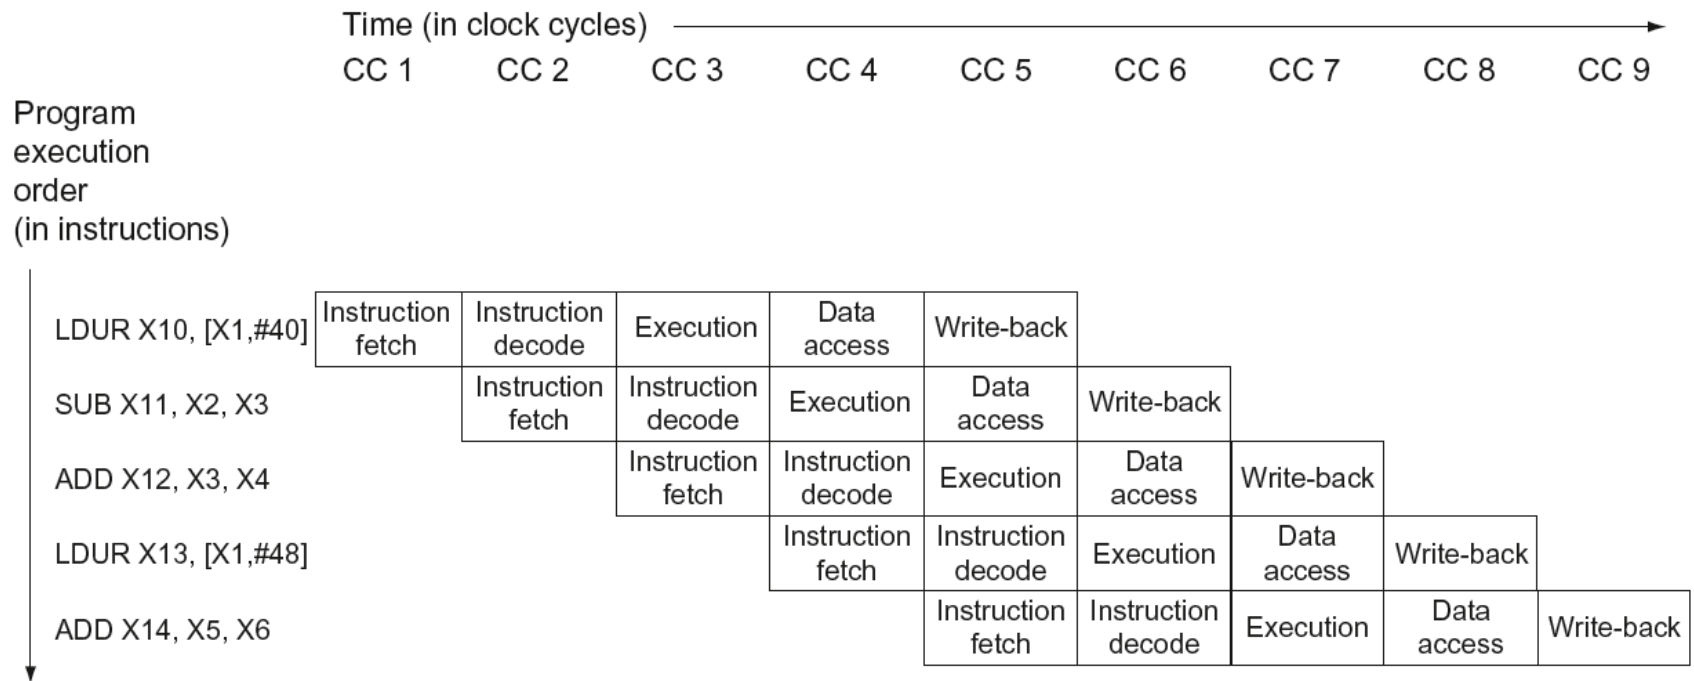 Time (in clock cycles)
CC 1 CC 2 CC 3 CC 4 CC 5 CC 6 CC 7 CC 8 CC 9
Program
execution
order
(in instructions)
LDUR X10, [X1,#40]
Instruction
fetch
Instruction
decode
Execution
Data
access
Write-back
SUB X11, X2, X3
Instruction
fetch
Instruction
decode
Execution
Data
access
Write-back
ADD X12, X3, X4
Instruction
fetch
Instruction
decode
Execution
Data
access
Write-back
LDUR X13, [X1,#48]
Instruction
fetch
Instruction
decode
Execution
Data
access
Write-back
ADD X14, X5, X6
Instruction
fetch
Instruction
decode
Execution
Data
access
Write-back